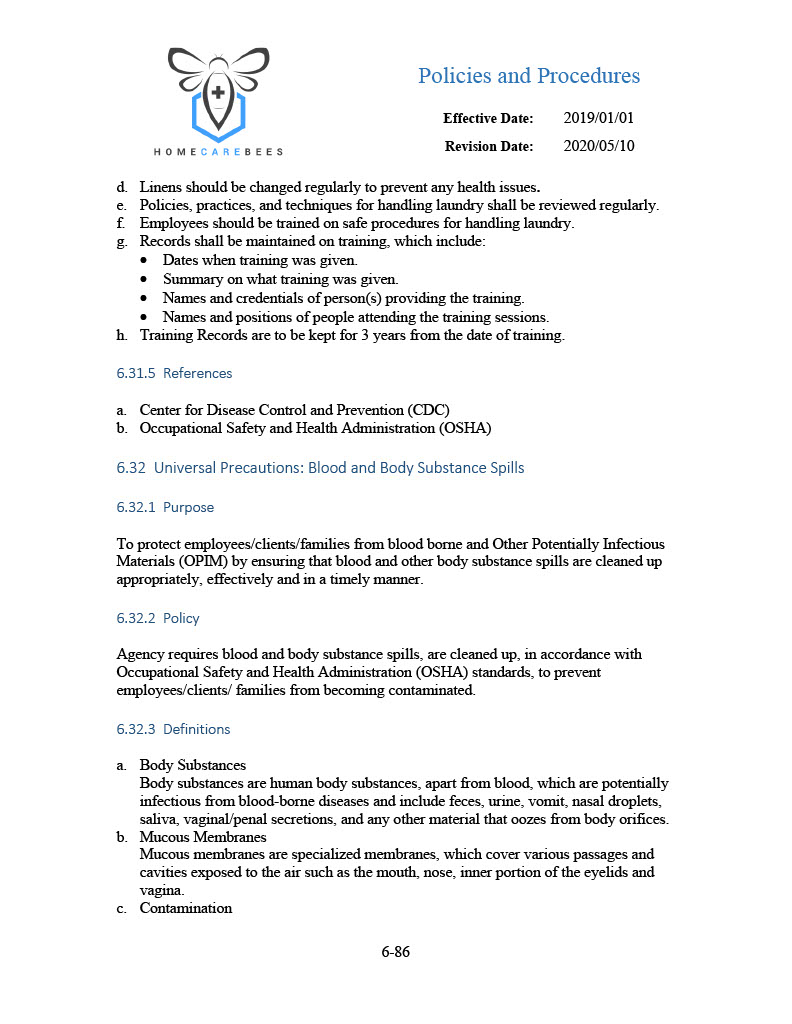 Policies and Procedures
Effective Date: 2019/01/01
Revision Date: 2020/05/10
HOMECAREBEES
d. Linens should be changed regularly to prevent any health issues.
e. Policies, practices, and techniques for handling laundry shall be reviewed regularly.
f. Employees should be trained on safe procedures for handling laundry.
g. Records shall be maintained on training, which include:
• Dates when training was given.
• Summary on what training was given.
• Names and credentials of person(s) providing the training.
• Names and positions of people attending the training sessions.
h. Training Records are to be kept for 3 years from the date of training.
6.31.5 References
a. Center for Disease Control and Prevention (CDC)
b. Occupational Safety and Health Administration (OSHA)
6.32 Universal Precautions: Blood and Body Substance Spills
6.32.1 Purpose
To protect employees/clients/families from blood borne and Other Potentially Infectious
Materials (OPIM) by ensuring that blood and other body substance spills are cleaned up
appropriately, effectively and in a timely manner.
6.32.2 Policy
Agency requires blood and body substance spills, are cleaned up, in accordance with
Occupational Safety and Health Administration (OSHA) standards, to prevent
employees/clients/ families from becoming contaminated.
6.32.3 Definitions
a. Body Substances
Body substances are human body substances, apart from blood, which are potentially
infectious from blood-borne diseases and include feces, urine, vomit, nasal droplets,
saliva, vaginal/penal secretions, and any other material that oozes from body orifices.
b. Mucous Membranes
Mucous membranes are specialized membranes, which cover various passages and
cavities exposed to the air such as the mouth, nose, inner portion of the eyelids and
vagina.
c. Contamination
6-86